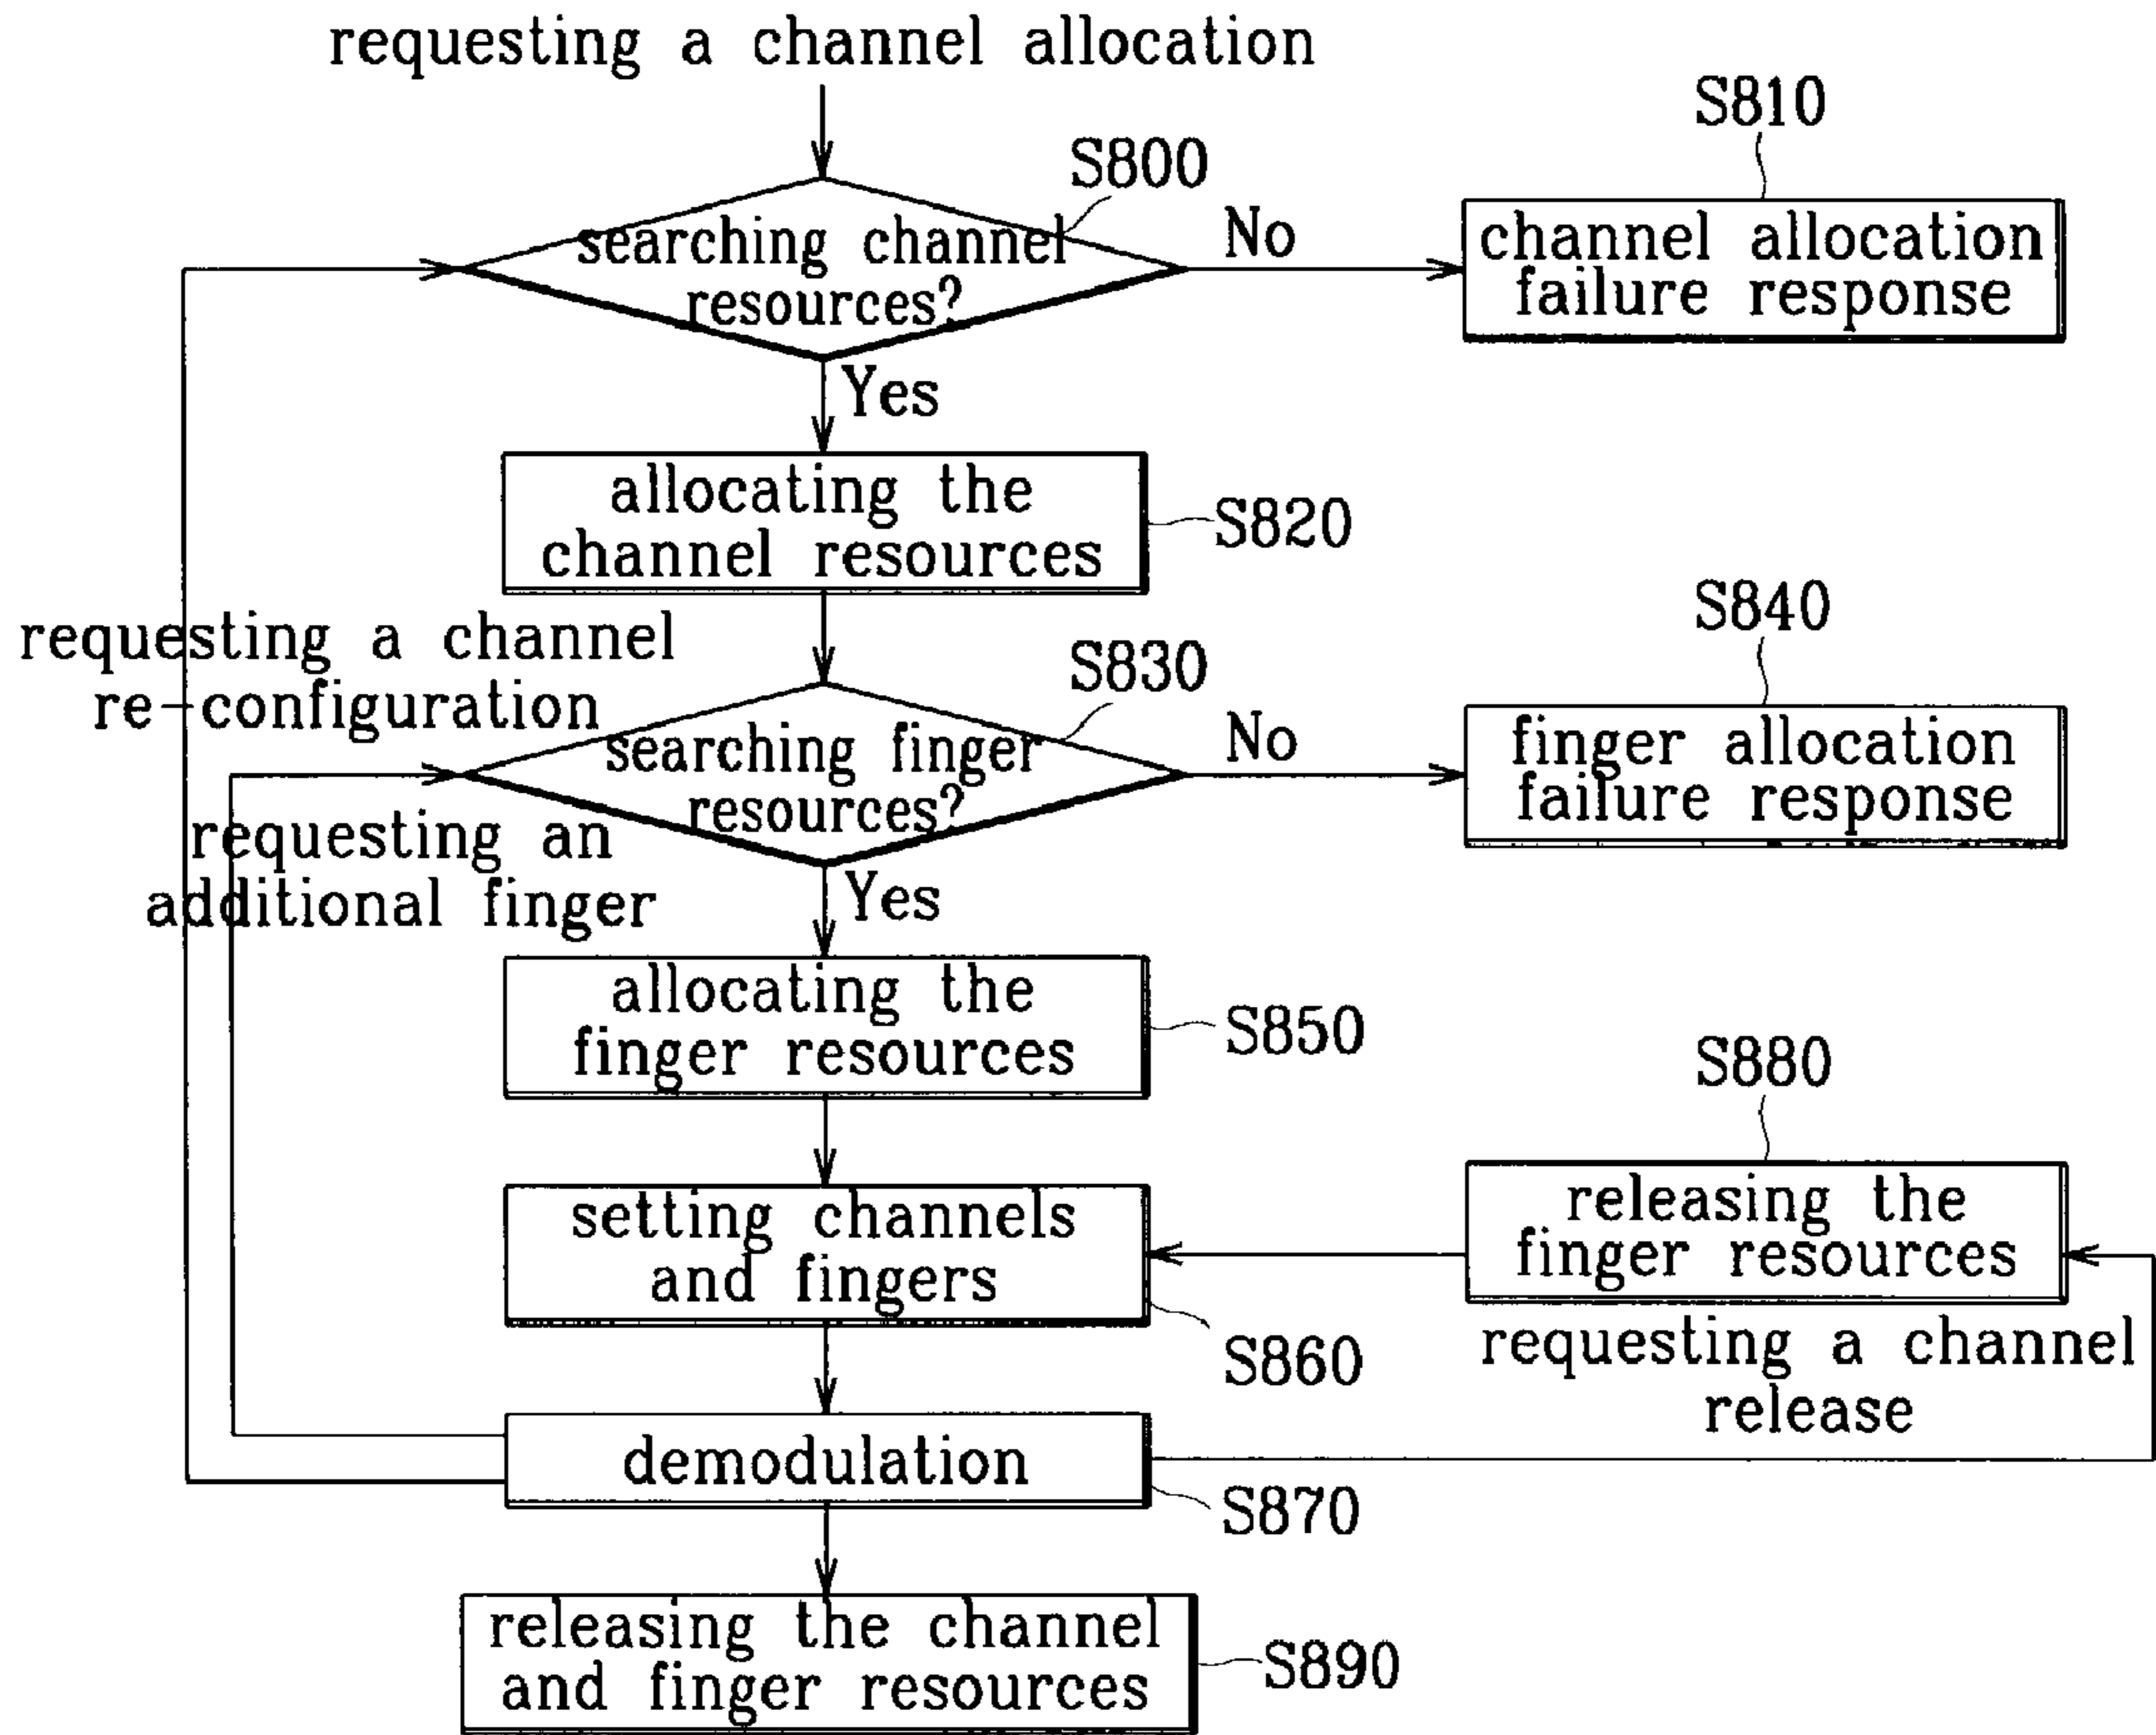 requesting a channel allocation
S800
S810
searching channel
resources?
No
channel allocation
failure response
Yes
allocating the
channel resources
S820
requesting a channel
re-configuration
S830
S840
searching finger
resources?
No
finger allocation
failure response
requesting an
additional finger
Yes
allocating the
finger resources
S850
S880
setting channels
and fingers
S860
releasing the
finger resources
requesting a channel
release
demodulation
S870
releasing the channel
and finger resources
S890